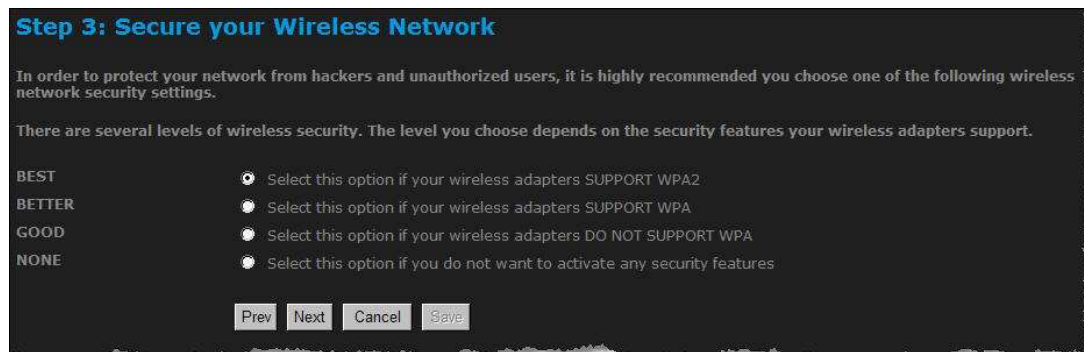 Step 3: Secure your Wireless Network
In order to protect your network from hackers and unauthorized users, it is highly recommended you choose one of the following wireless
network security settings.
There are several levels of wireless security. The level you choose depends on the security features your wireless adapters support.
BEST Select this option if your wireless adapters SUPPORT WPA2
BETTER Select this option if your wireless adapters SUPPORT WPA
GOOD Select this option if your wireless adapters DO NOT SUPPORT WPA
NONE Select this option if you do not want to activate any security features
Prev Next Cancel Save